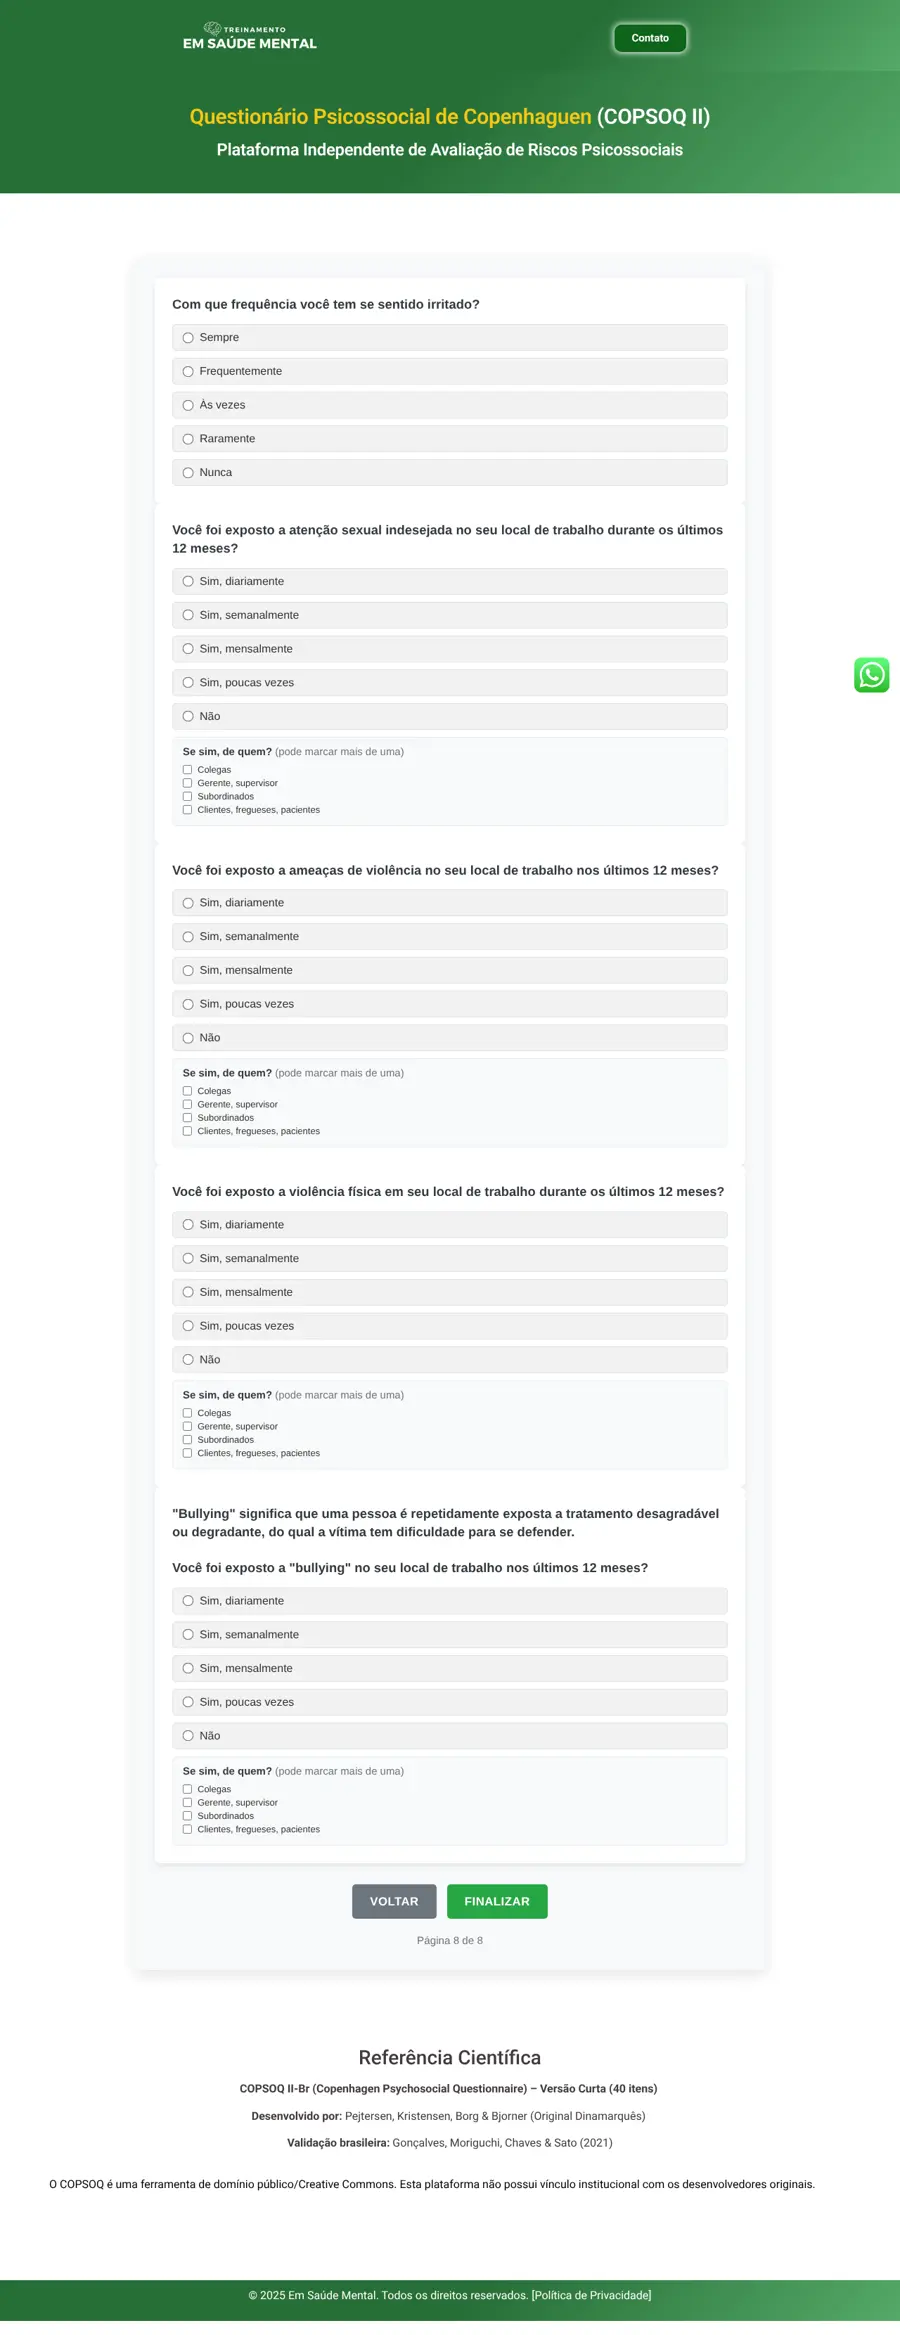 TREINAMENTO
EM SAÚDE MENTAL
Contato
Questionário Psicossocial de Copenhaguen (COPSOQ II)
Plataforma Independente de Avaliação de Riscos Psicossociais
Com que frequência você tem se sentido irritado?
Sempre
Frequentemente
Às vezes
Raramente
Nunca
Você foi exposto a atenção sexual indesejada no seu local de trabalho durante os últimos
12 meses?
Sim, diariamente
Sim, semanalmente
Sim, mensalmente
Sim, poucas vezes
Não
Se sim, de quem? (pode marcar mais de uma)
Colegas
Gerente, supervisor
Subordinados
Clientes, fregueses, pacientes
Você foi exposto a ameaças de violência no seu local de trabalho nos últimos 12 meses?
Sim, diariamente
Sim, semanalmente
Sim, mensalmente
Sim, poucas vezes
Não
Se sim, de quem? (pode marcar mais de uma)
Colegas
Gerente, supervisor
Subordinados
Clientes, fregueses, pacientes
Você foi exposto a violência física em seu local de trabalho durante os últimos 12 meses?
Sim, diariamente
Sim, semanalmente
Sim, mensalmente
Sim, poucas vezes
Não
Se sim, de quem? (pode marcar mais de uma)
Colegas
Gerente, supervisor
Subordinados
Clientes, fregueses, pacientes
"Bullying" significa que uma pessoa é repetidamente exposta a tratamento desagradável
ou degradante, do qual a vítima tem dificuldade para se defender.
Você foi exposto a "bullying" no seu local de trabalho nos últimos 12 meses?
Sim, diariamente
Sim, semanalmente
Sim, mensalmente
Sim, poucas vezes
Não
Se sim, de quem? (pode marcar mais de uma)
Colegas
Gerente, supervisor
Subordinados
Clientes, fregueses, pacientes
VOLTAR
FINALIZAR
Página 8 de 8
Referência Científica
COPSOQ II-Br (Copenhagen Psychosocial Questionnaire) – Versão Curta (40 itens)
Desenvolvido por: Pejtersen, Kristensen, Borg & Bjorner (Original Dinamarquês)
Validação brasileira: Gonçalves, Moriguchi, Chaves & Sato (2021)
O COPSOQ é uma ferramenta de domínio público/Creative Commons. Esta plataforma não possui vínculo institucional com os desenvolvedores originais.
© 2025 Em Saúde Mental. Todos os direitos reservados. [Política de Privacidade]